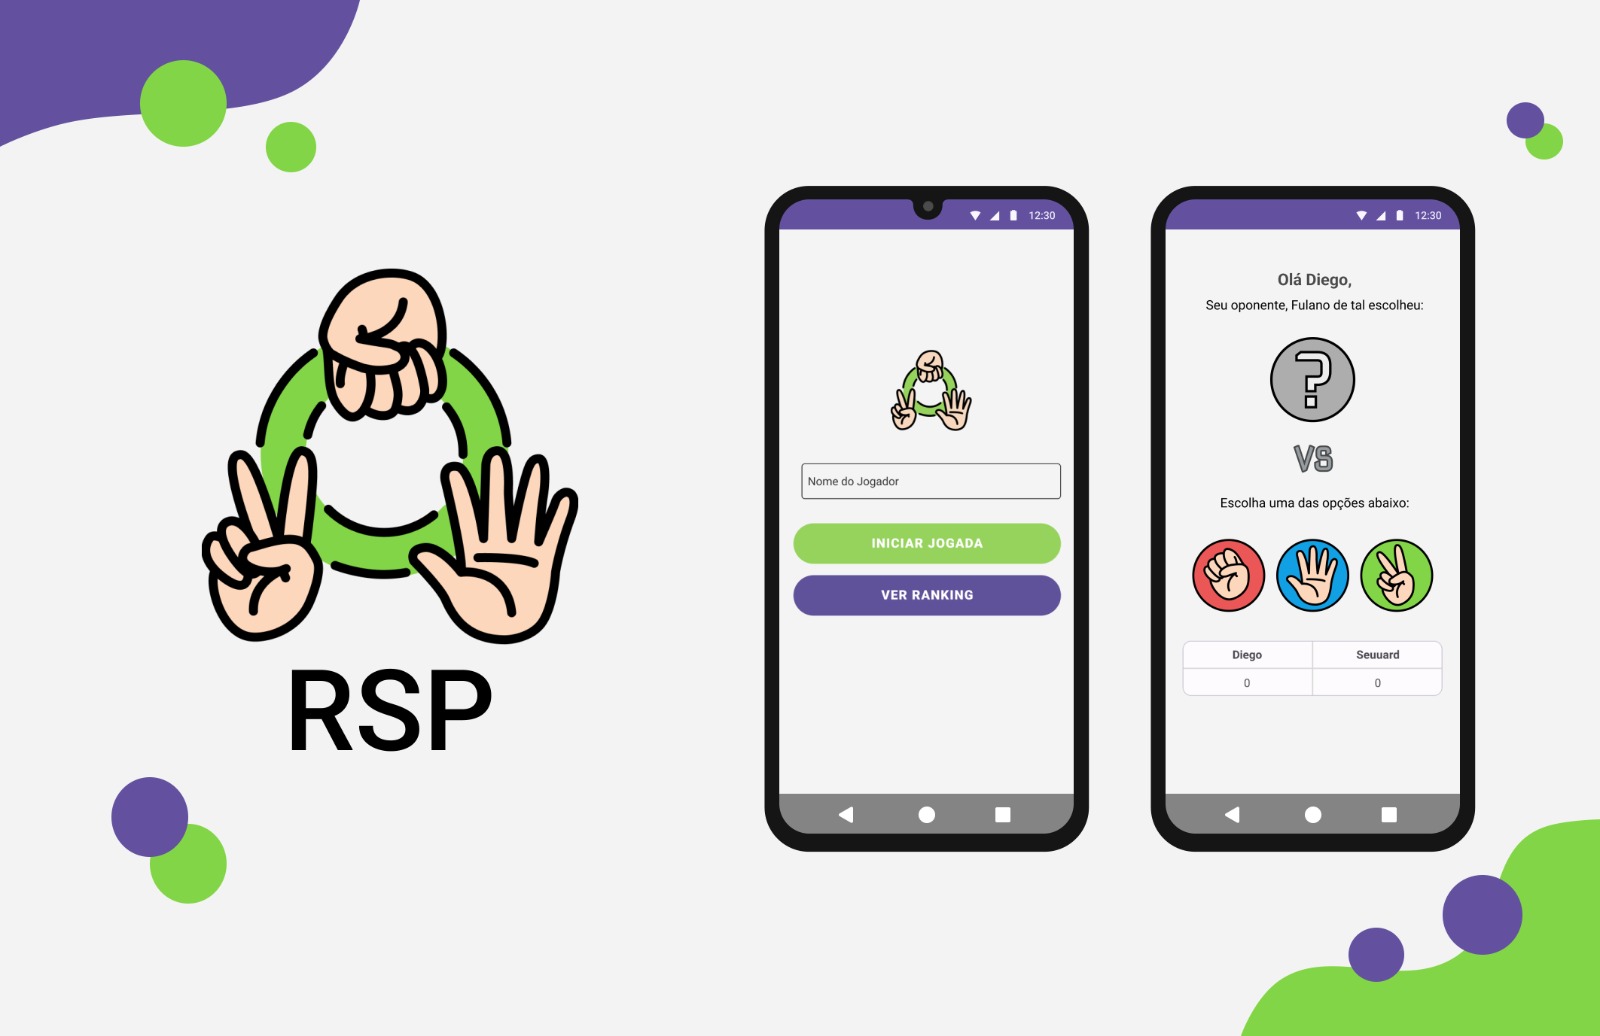 RSP
12:30
Nome do Jogador
INICIAR JOGADA
VER RANKING
12:30
Olá Diego,
Seu oponente, Fulano de tal escolheu:
?
VS
Escolha uma das opções abaixo:
Diego Seuuard
0 0